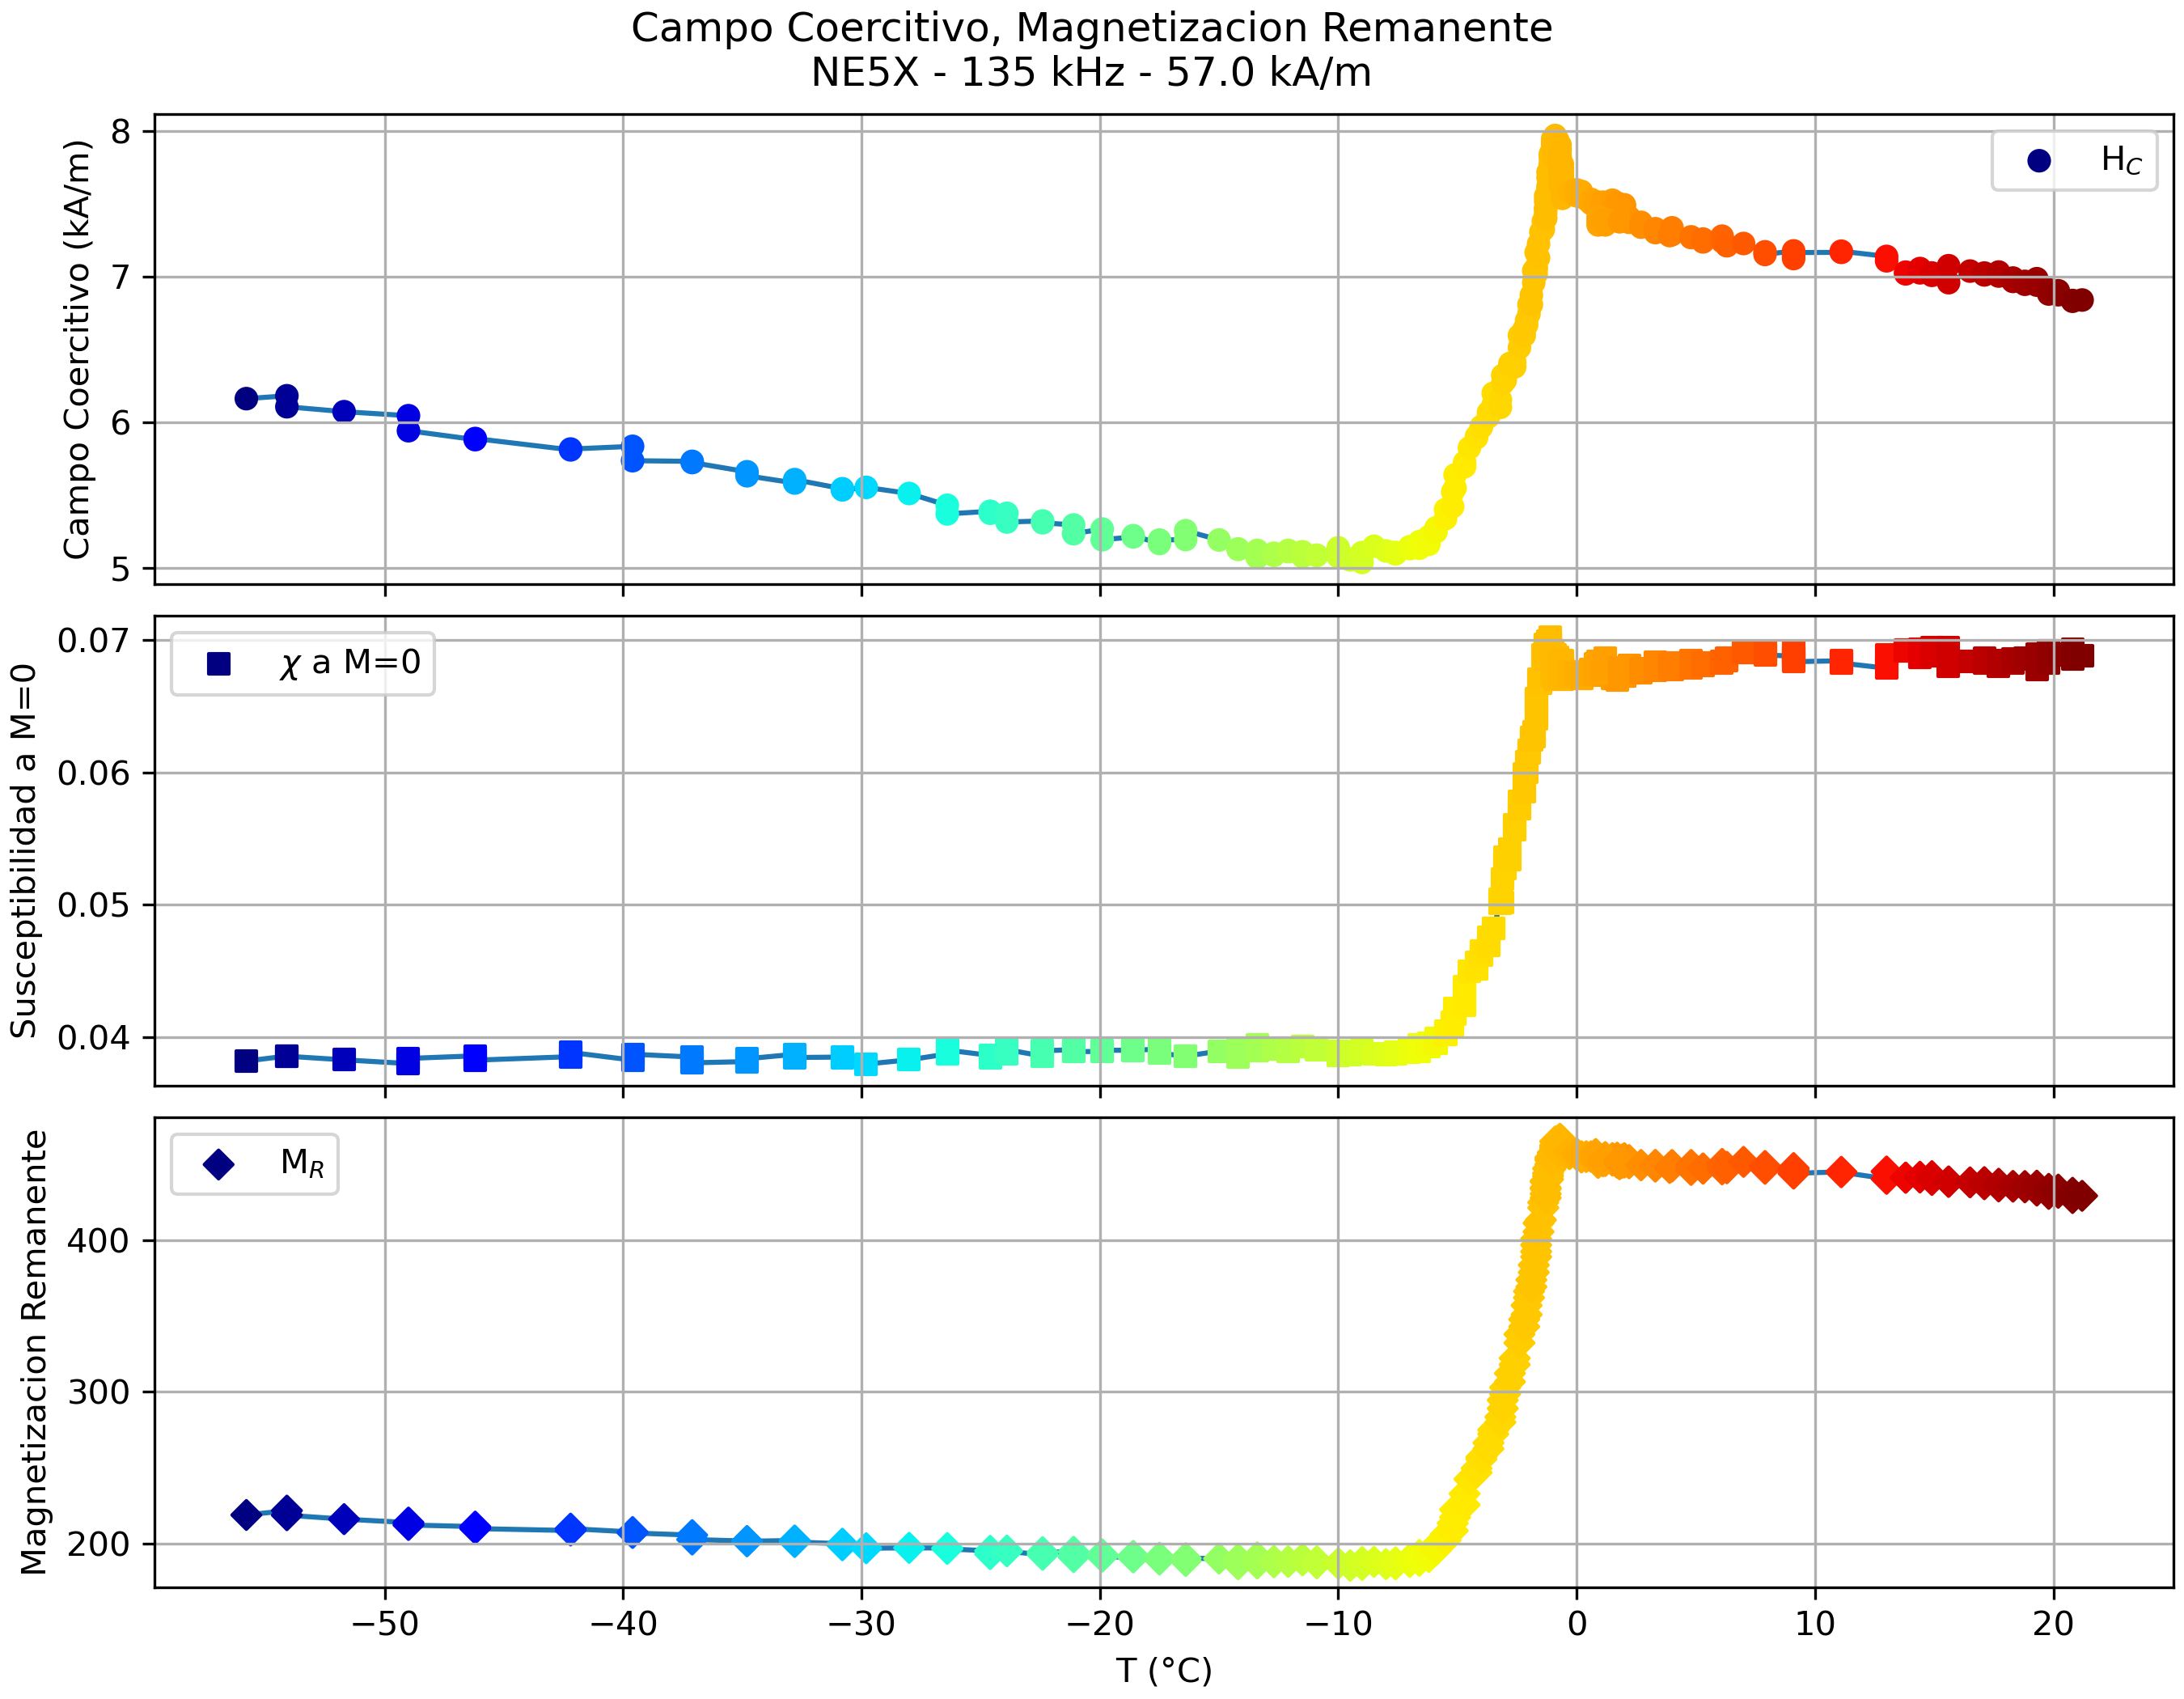 Campo Coercitivo, Magnetizacion Remanente
NE5X - 135 kHz - 57.0 kA/m
Campo Coercitivo (kA/m)
8
7
6
5
H_C
Susceptibilidad a M=0
0.07
0.06
0.05
0.04
χ a M=0
Magnetizacion Remanente
400
300
200
M_R
−50 −40 −30 −20 −10 0 10 20
T (°C)